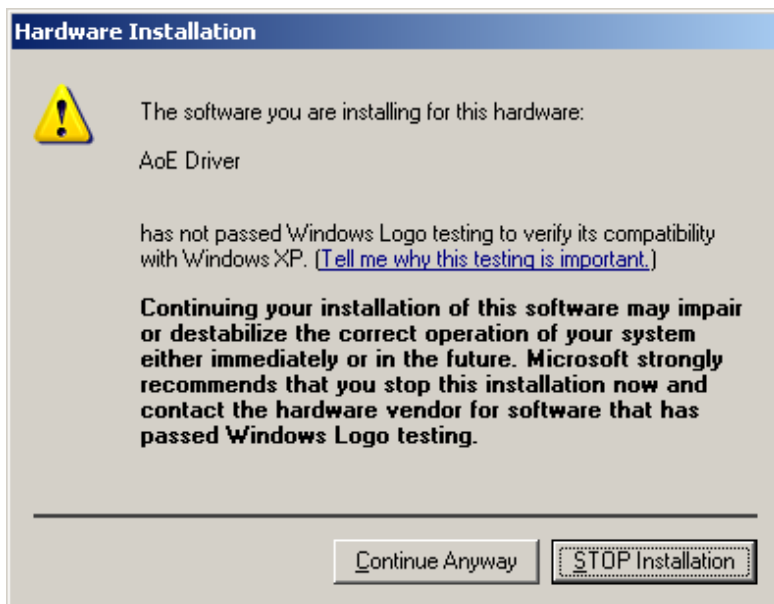 Hardware Installation
The software you are installing for this hardware:
AoE Driver
has not passed Windows Logo testing to verify its compatibility
with Windows XP. (Tell me why this testing is important.)
Continuing your installation of this software may impair
or destabilize the correct operation of your system
either immediately or in the future. Microsoft strongly
recommends that you stop this installation now and
contact the hardware vendor for software that has
passed Windows Logo testing.
Continue Anyway STOP Installation